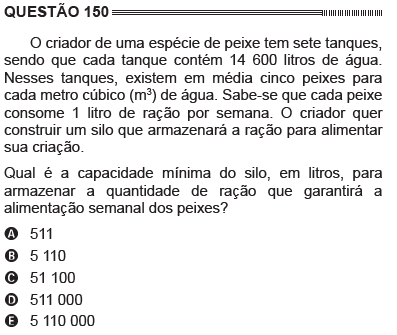 QUESTÃO 150
O criador de uma espécie de peixe tem sete tanques,
sendo que cada tanque contém 14 600 litros de água.
Nesses tanques, existem em média cinco peixes para
cada metro cúbico (m³) de água. Sabe-se que cada peixe
consome 1 litro de ração por semana. O criador quer
construir um silo que armazenará a ração para alimentar
sua criação.
Qual é a capacidade mínima do silo, em litros, para
armazenar a quantidade de ração que garantirá a
alimentação semanal dos peixes?
A 511
B 5 110
C 51 100
D 511 000
E 5 110 000